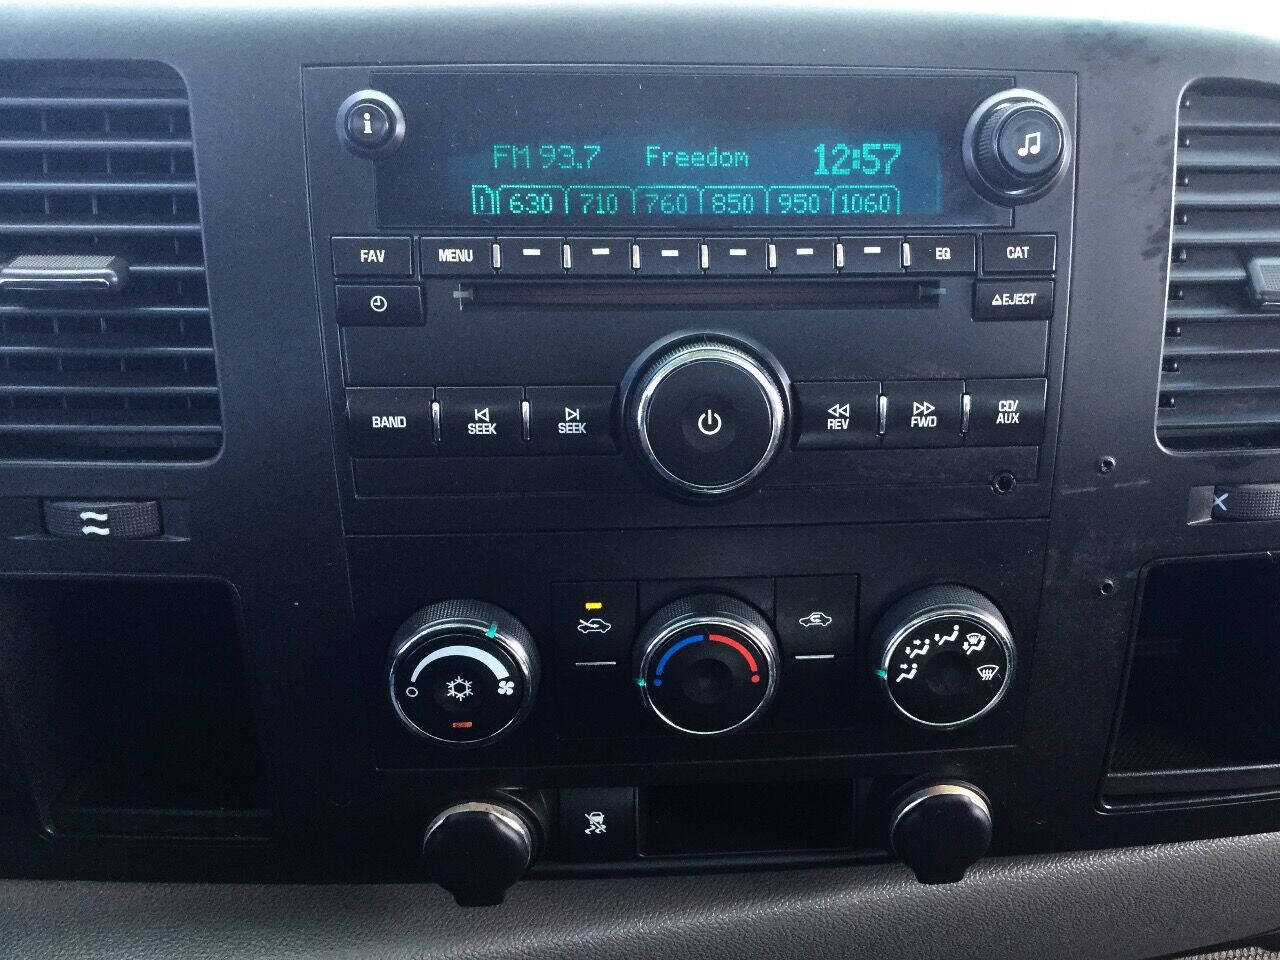 i
FM 93.7 Freedom 12:57
630 710 760 850 950 1060
FAV MENU EQ CAT
EJECT
BAND SEEK SEEK REV FWD CD/
AUX